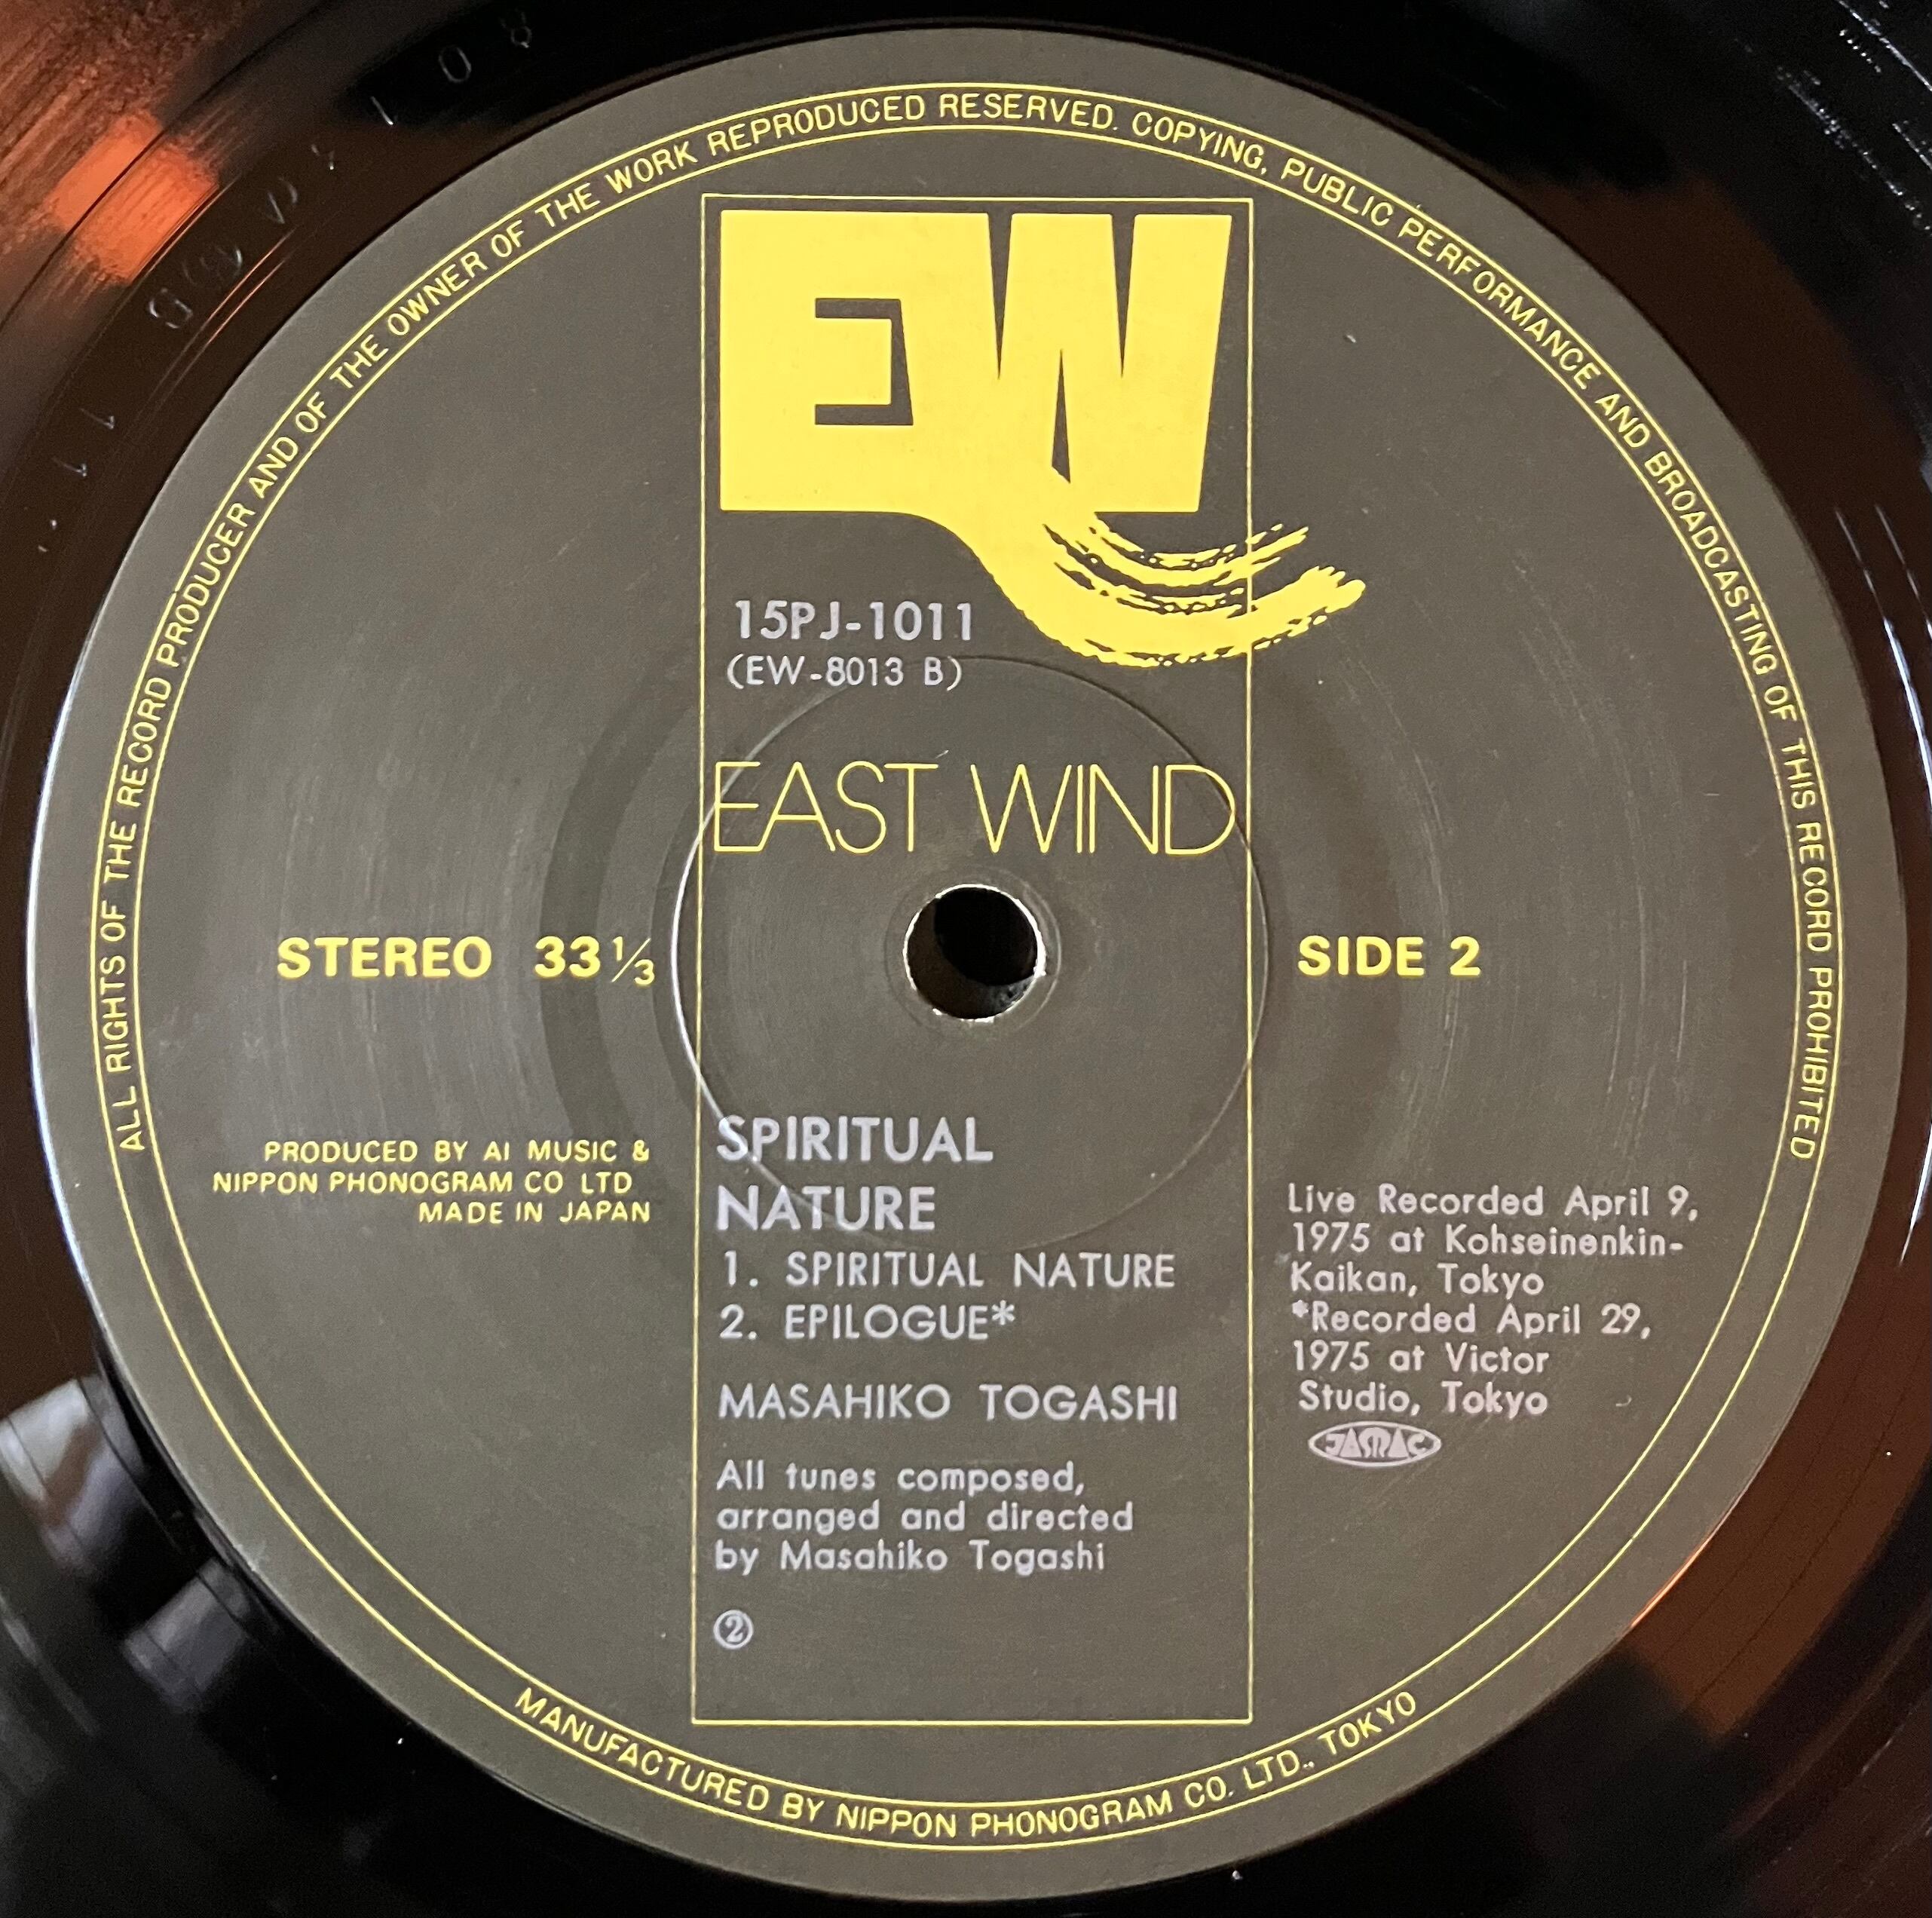 ALL RIGHTS OF THE RECORD PRODUCER AND OF THE OWNER OF THE WORK REPRODUCED RESERVED. COPYING, PUBLIC PERFORMANCE AND BROADCASTING OF THIS RECORD PROHIBITED
EW
15PJ-1011
(EW-8013 B)
EAST WIND
STEREO 33 1/3
SIDE 2
PRODUCED BY AI MUSIC &
NIPPON PHONOGRAM CO LTD
MADE IN JAPAN
SPIRITUAL
NATURE
1. SPIRITUAL NATURE
2. EPILOGUE*
MASAHIKO TOGASHI
All tunes composed,
arranged and directed
by Masahiko Togashi
②
Live Recorded April 9,
1975 at Kohseinenkin-
Kaikan, Tokyo
*Recorded April 29,
1975 at Victor
Studio, Tokyo
JASRAC
MANUFACTURED BY NIPPON PHONOGRAM CO. LTD., TOKYO